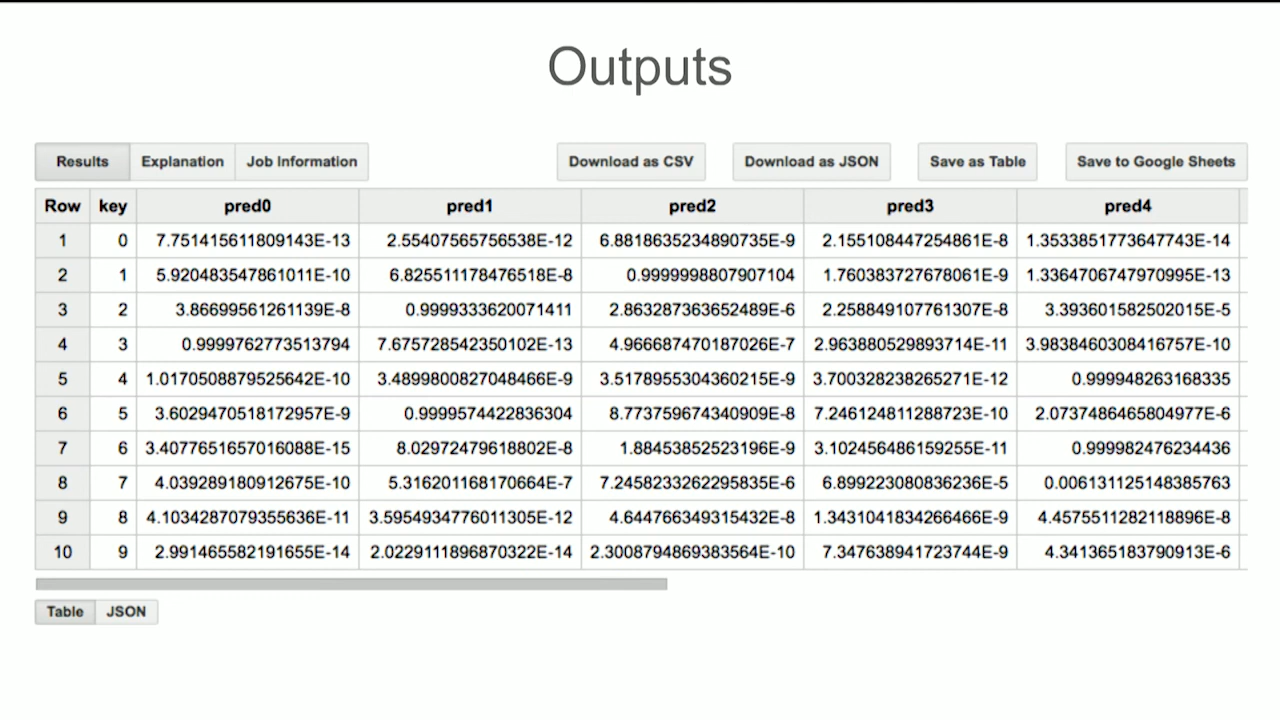 Outputs
Results Explanation Job Information Download as CSV Download as JSON Save as Table Save to Google Sheets
Row key pred0 pred1 pred2 pred3 pred4
1 0 7.751415611809143E-13 2.55407565756538E-12 6.8818635234890735E-9 2.155108447254861E-8 1.3533851773647743E-14
2 1 5.920483547861011E-10 6.825511178476518E-8 0.9999998807907104 1.760383727678061E-9 1.3364706747970995E-13
3 2 3.86699561261139E-8 0.9999333620071411 2.863287363652489E-6 2.258849107761307E-8 3.393601582502015E-5
4 3 0.9999762773513794 7.675728542350102E-13 4.966687470187026E-7 2.963880529893714E-11 3.98384603084167​57E-10
5 4 1.0170508879525642E-10 3.4899800827048466E-9 3.5178955304360215E-9 3.700328238265271E-12 0.999948263168335
6 5 3.6029470518172957E-9 0.9999574422836304 8.773759674340909E-8 7.246124811288723E-10 2.0737486465804977E-6
7 6 3.4077651657016088E-15 8.02972479618802E-8 1.88453852523196E-9 3.102456486159255E-11 0.999982476234436
8 7 4.039289180912675E-10 5.316201168170664E-7 7.2458233262295835E-6 6.899223080836236E-5 0.006131125148385763
9 8 4.1034287079355636E-11 3.5954934776011305E-12 4.644766349315432E-8 1.3431041834266466E-9 4.4575511282118896E-8
10 9 2.991465582191655E-14 2.0229111896870322E-14 2.3008794869383564E-10 7.347638941723744E-9 4.341365183790913E-6
Table JSON